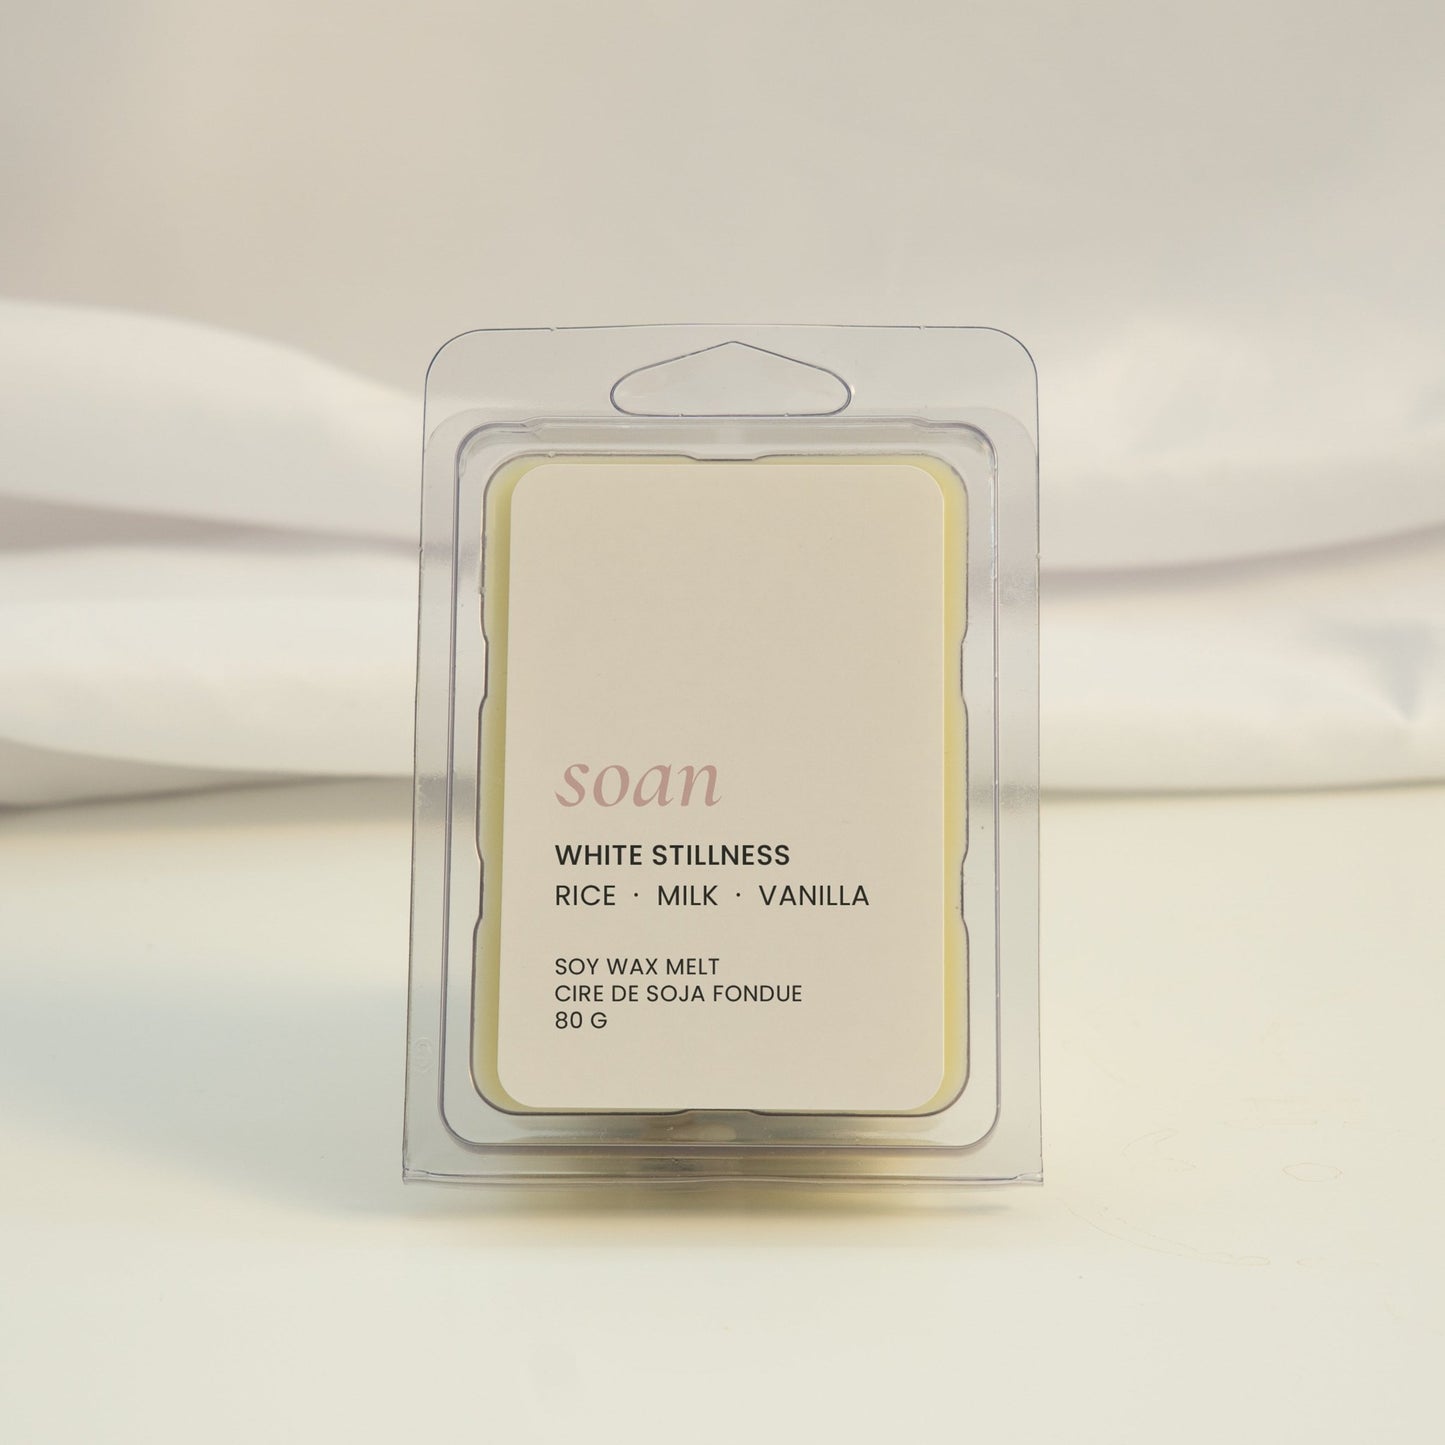 soan
WHITE STILLNESS
RICE · MILK · VANILLA
SOY WAX MELT
CIRE DE SOJA FONDUE
80 G